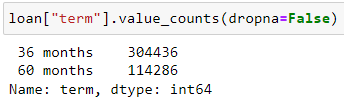 loan["term"].value_counts(dropna=False)
36 months    304436
60 months    114286
Name: term, dtype: int64